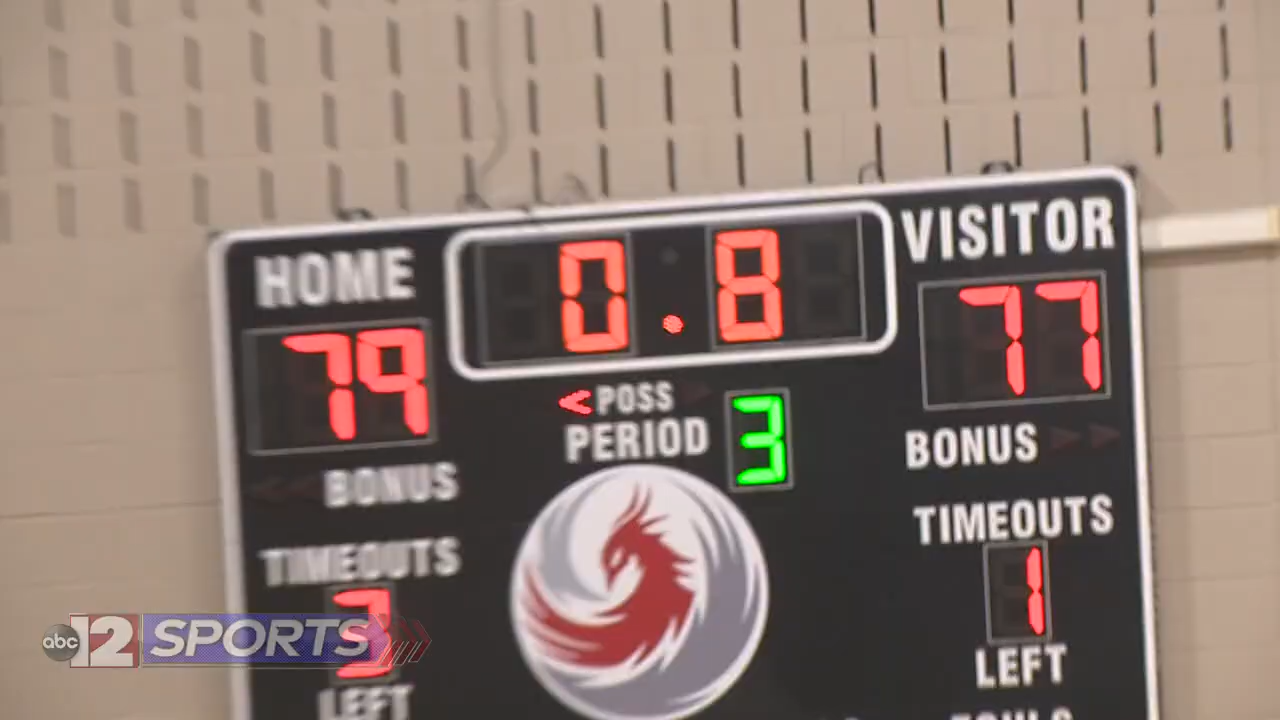 HOME
0.8
VISITOR
79
77
< POSS
PERIOD 3
BONUS
BONUS
TIMEOUTS
TIMEOUTS
3
1
LEFT
LEFT
abc 12 SPORTS